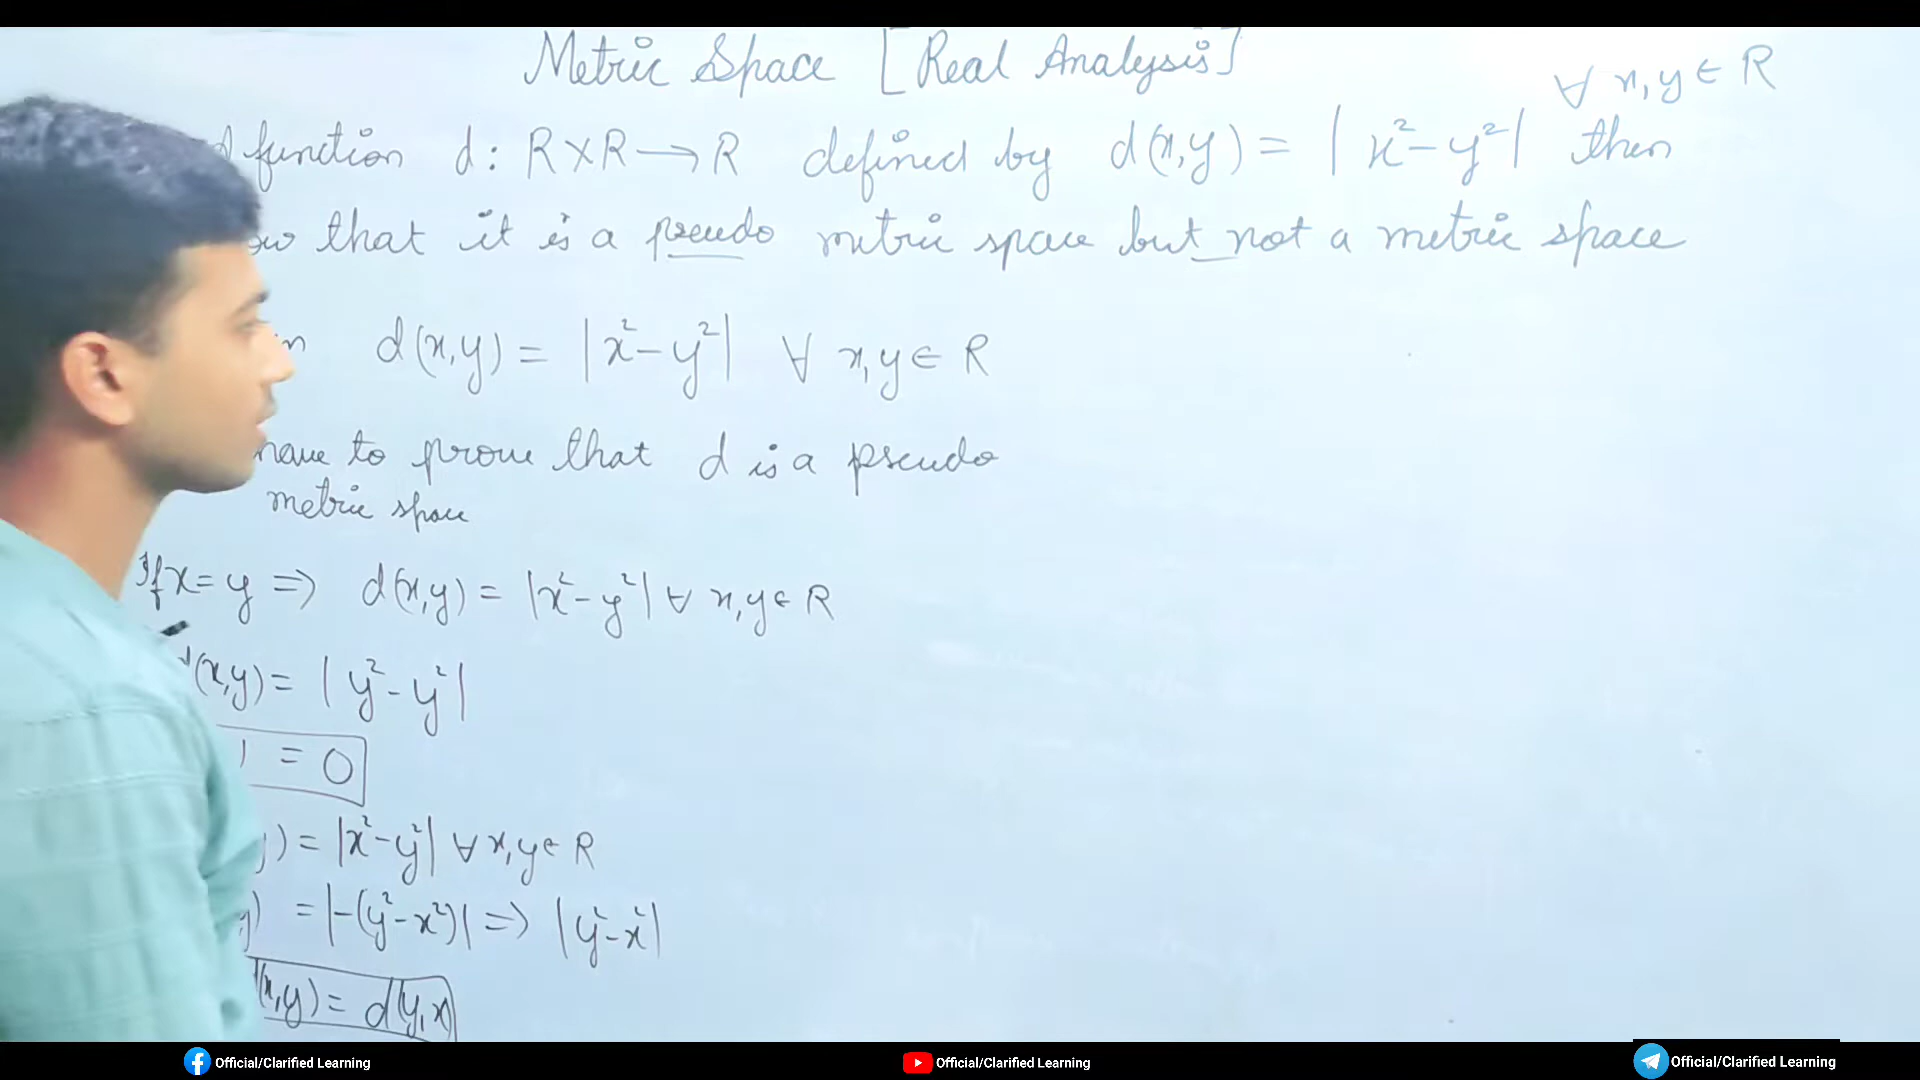 Metric Space [Real Analysis]
∀ x, y ∈ R
function d: R×R→R defined by d(x,y) = |x²-y²| then
that it is a pseudo metric space but not a metric space
d(x,y) = |x²-y²| ∀ x,y ∈ R
have to prove that d is a pseudo
metric space
If x=y ⇒ d(x,y) = |x²-y²| ∀ x,y ∈ R
d(x,y) = |y²-y²|
= 0
) = |x²-y²| ∀ x,y ∈ R
) = |-(y²-x²)| ⇒ |y²-x²|
(x,y) = d(y,x)
Official/Clarified Learning
Official/Clarified Learning
Official/Clarified Learning